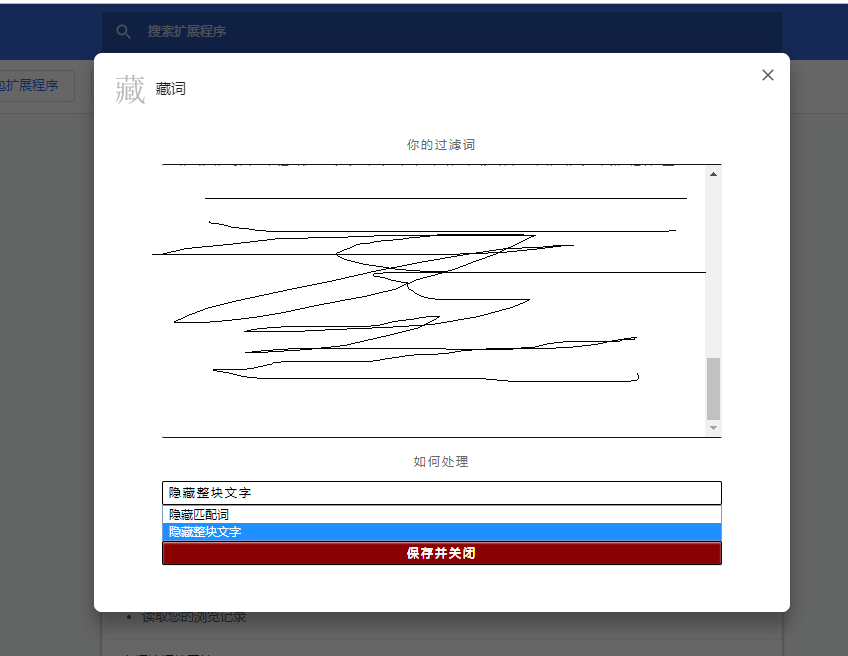 搜索扩展程序
包扩展程序
藏 藏词
你的过滤词
如何处理
隐藏整块文字
隐藏匹配词
隐藏整块文字
保存并关闭
读取您的浏览记录